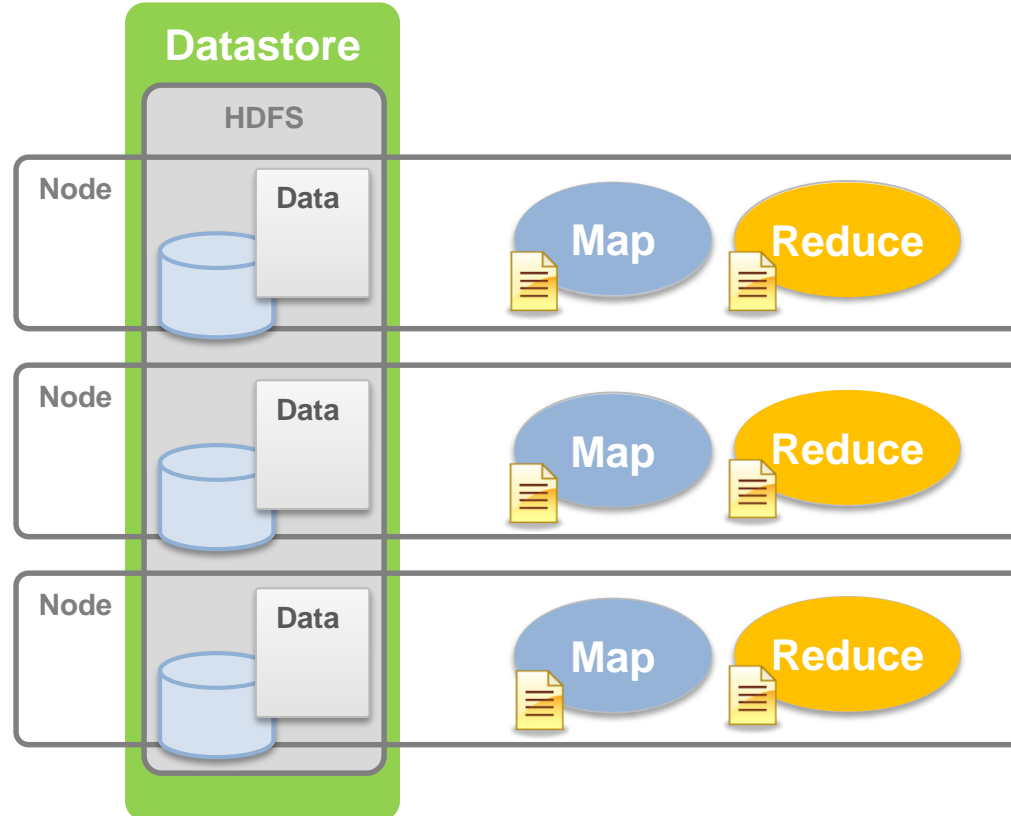 Datastore
HDFS
Node
Data
Map
Reduce
Node
Data
Map
Reduce
Node
Data
Map
Reduce